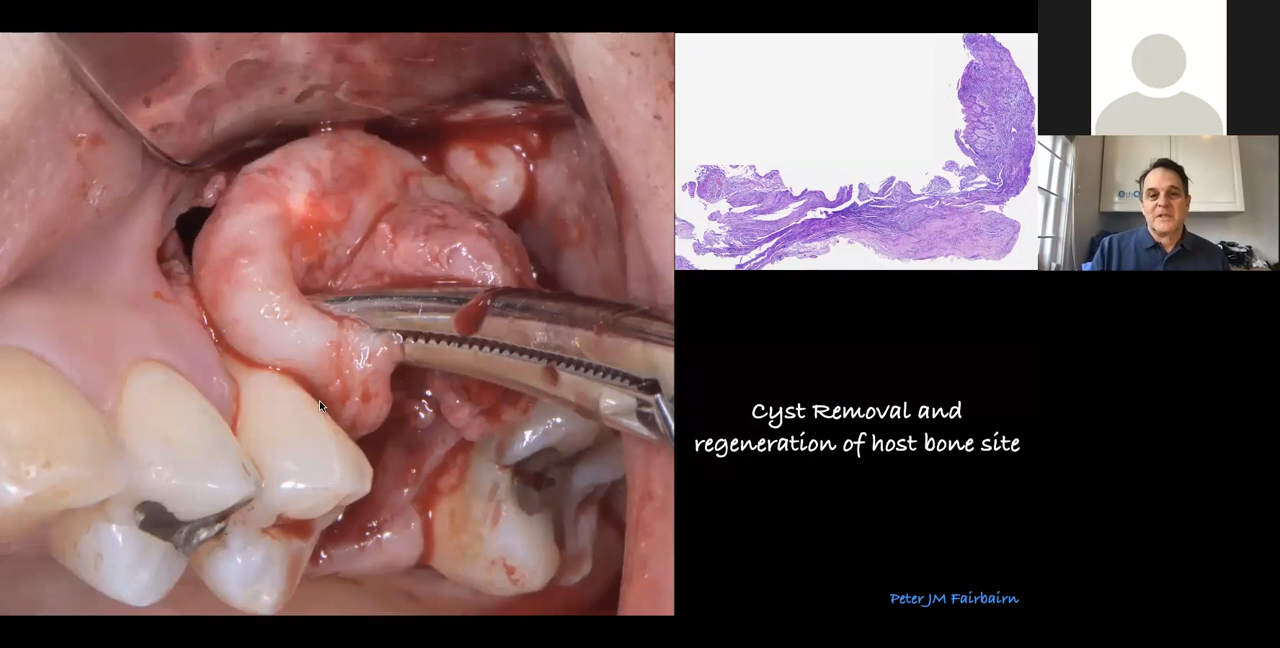 Cyst Removal and
regeneration of host bone site
Peter JM Fairbairn